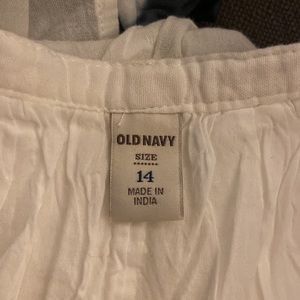 OLD NAVY
SIZE
14
MADE IN
INDIA